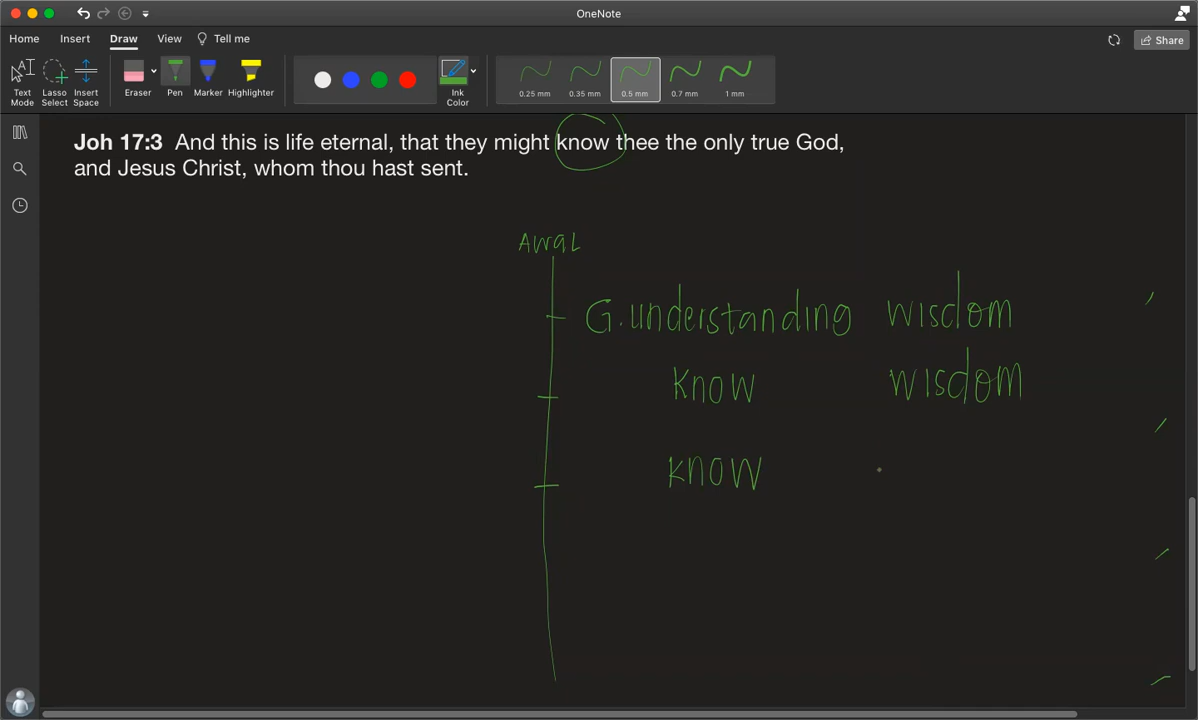 OneNote
Home Insert Draw View Tell me
Share
Text Mode
Lasso Select
Insert Space
Eraser
Pen
Marker
Highlighter
Ink Color
0.25 mm 0.35 mm 0.5 mm 0.7 mm 1 mm
Joh 17:3 And this is life eternal, that they might know thee the only true God,
and Jesus Christ, whom thou hast sent.
AwaL
G. understanding wisdom
Know wisdom
Know